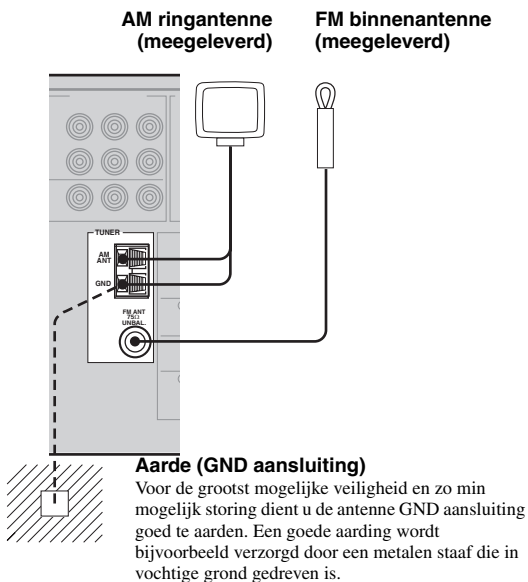 AM ringantenne
(meegeleverd)
FM binnenantenne
(meegeleverd)
TUNER
AM
ANT
GND
FM ANT
75Ω
UNBAL.
Aarde (GND aansluiting)
Voor de grootst mogelijke veiligheid en zo min
mogelijk storing dient u de antenne GND aansluiting
goed te aarden. Een goede aarding wordt
bijvoorbeeld verzorgd door een metalen staaf die in
vochtige grond gedreven is.